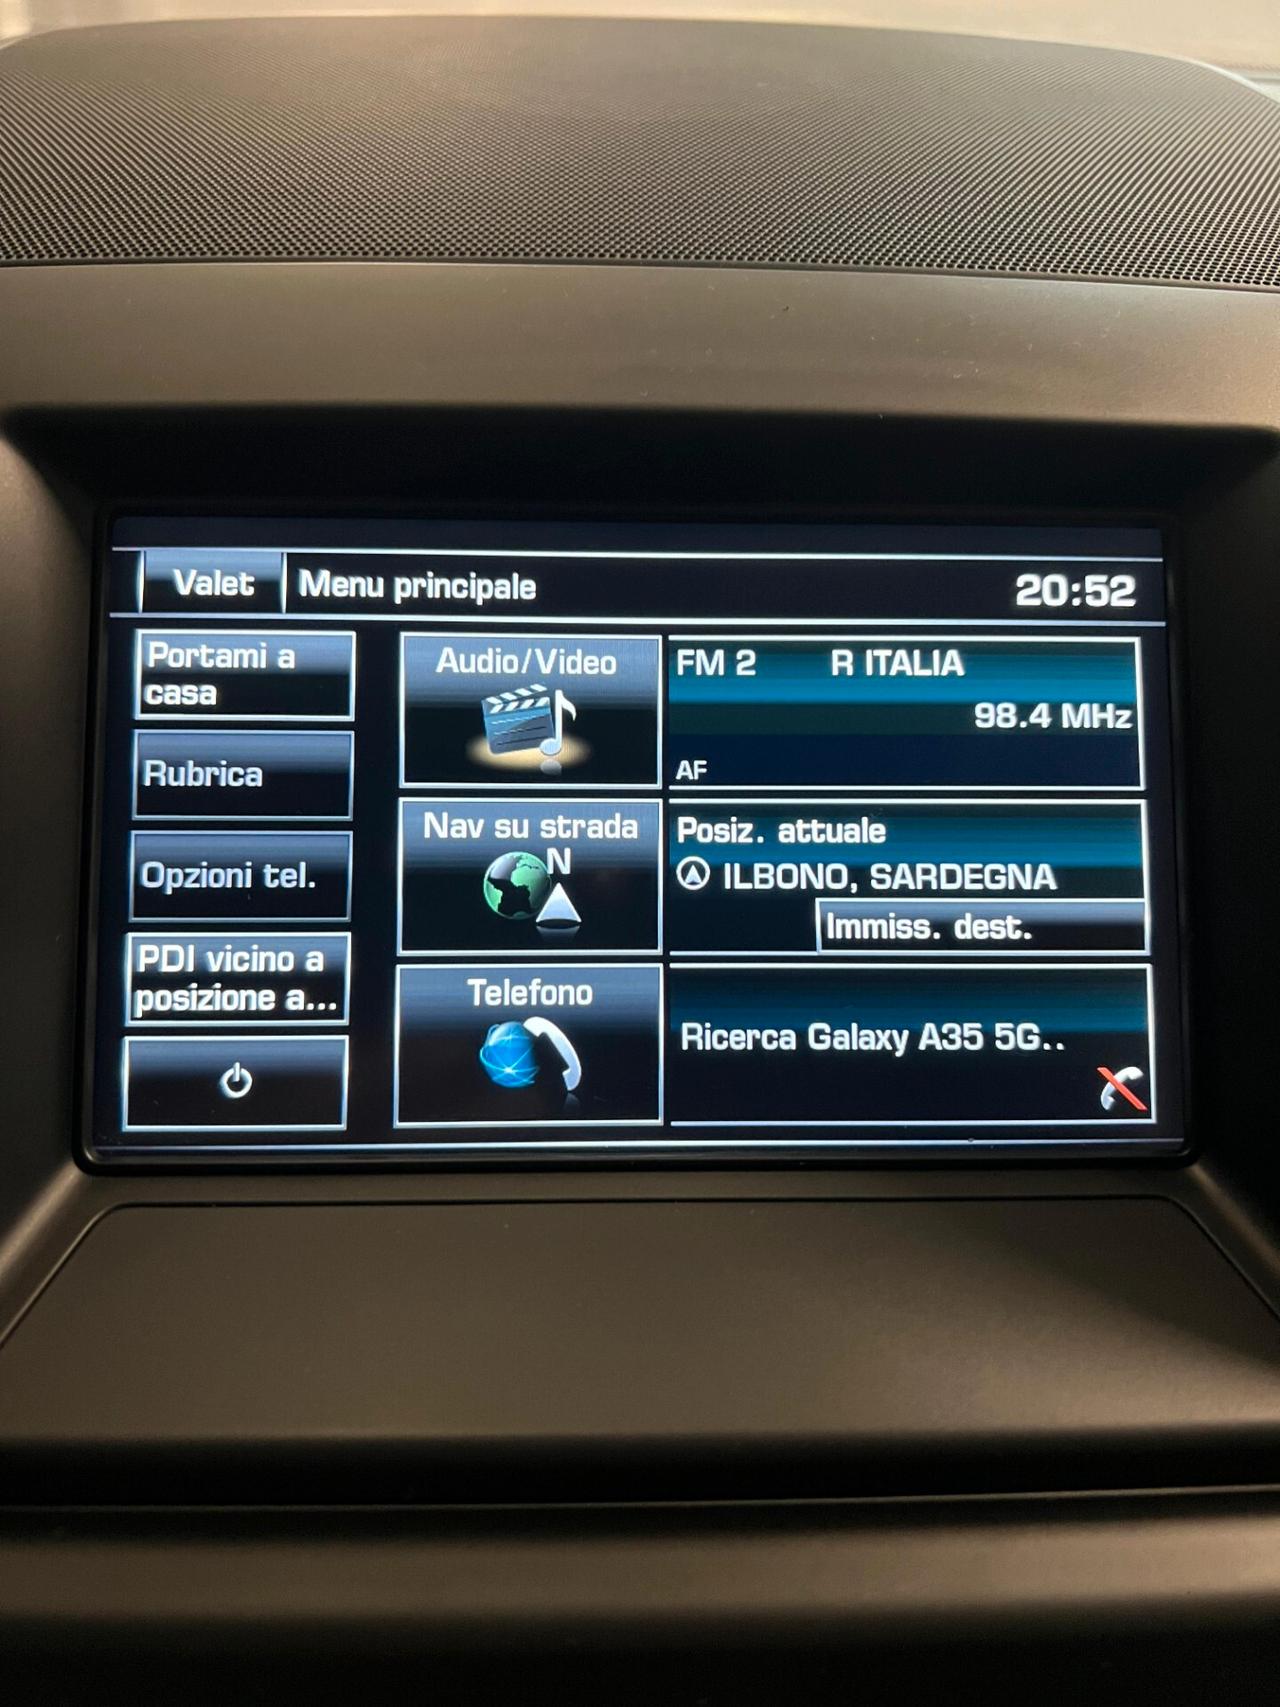 Valet
Menu principale
20:52
Portami a
casa
Rubrica
Opzioni tel.
PDI vicino a
posizione a...
Audio/Video
FM 2 R ITALIA
98.4 MHz
AF
Nav su strada
N
Posiz. attuale
ILBONO, SARDEGNA
Immiss. dest.
Telefono
Ricerca Galaxy A35 5G..